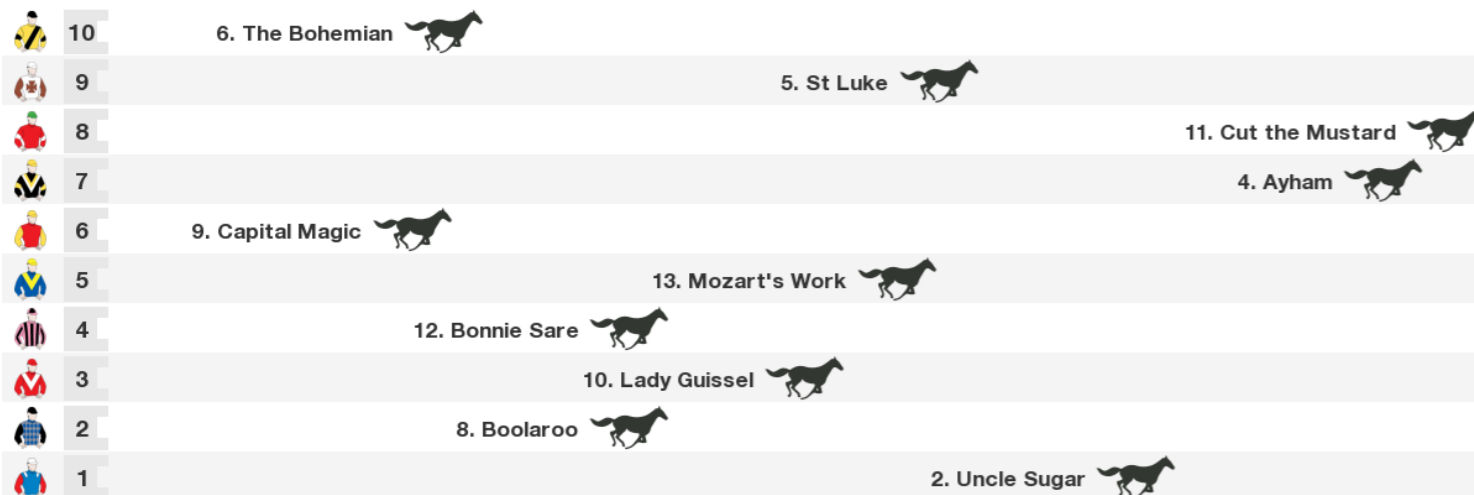 10 6. The Bohemian
9 5. St Luke
8 11. Cut the Mustard
7 4. Ayham
6 9. Capital Magic
5 13. Mozart's Work
4 12. Bonnie Sare
3 10. Lady Guissel
2 8. Boolaroo
1 2. Uncle Sugar